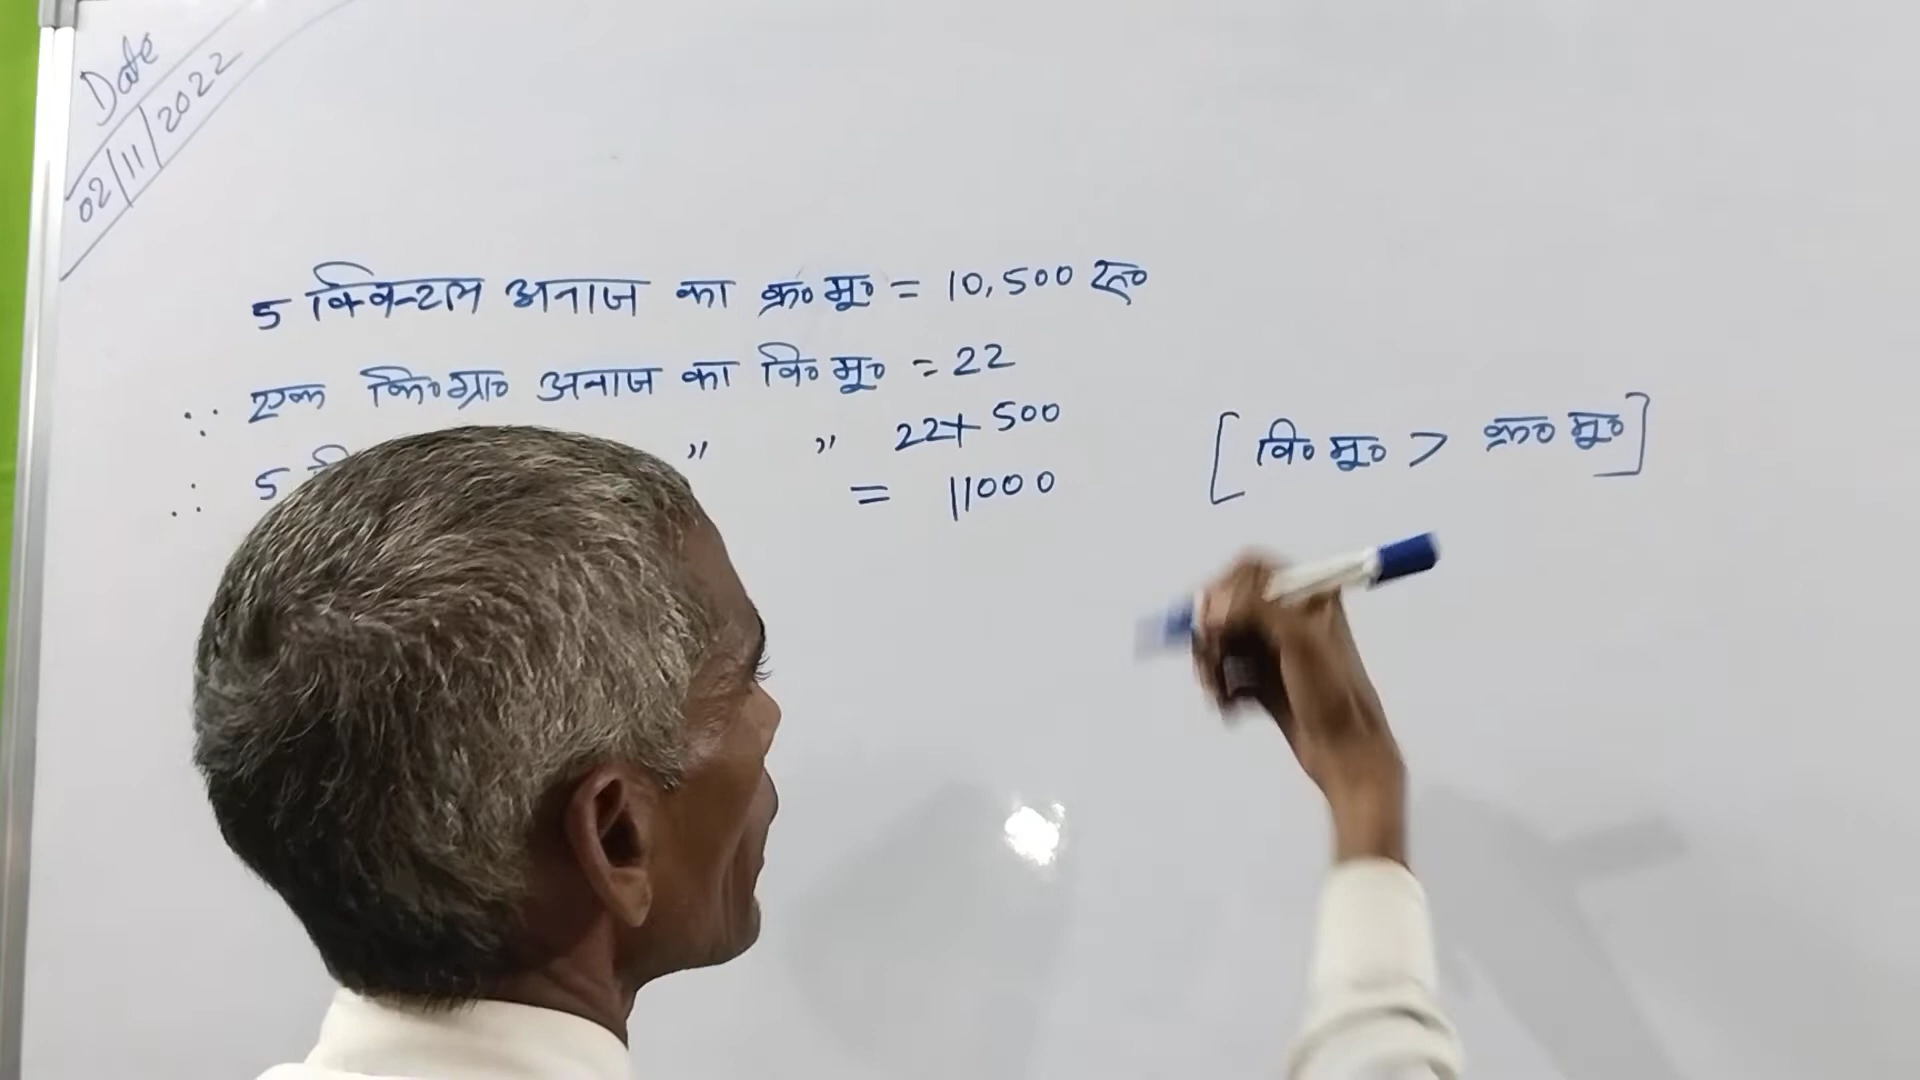 Date
02/11/2022
5 क्विन्टल अनाज का क्र० मू० = 10,500 रू०
∵ एक कि०ग्रा० अनाज का वि० मू० = 22
∴ 5 " " 22 × 500
= 11000
[ वि० मू० > क्र० मू० ]